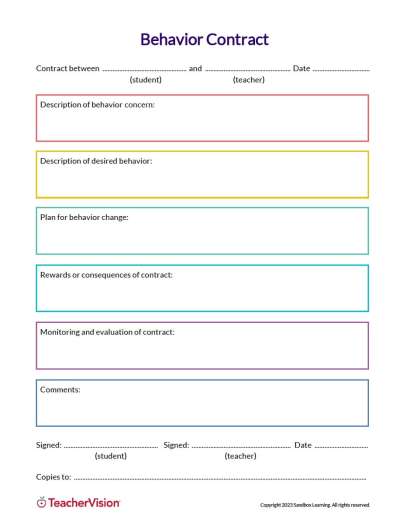 Behavior Contract
Contract between ........................................ and ........................................ Date ...........................
(student) (teacher)
Description of behavior concern:
Description of desired behavior:
Plan for behavior change:
Rewards or consequences of contract:
Monitoring and evaluation of contract:
Comments:
Signed: ............................................. Signed: ............................................. Date .........................
(student) (teacher)
Copies to: ............................................................................................................................................
TeacherVision
Copyright 2023 Sandbox Learning. All rights reserved.